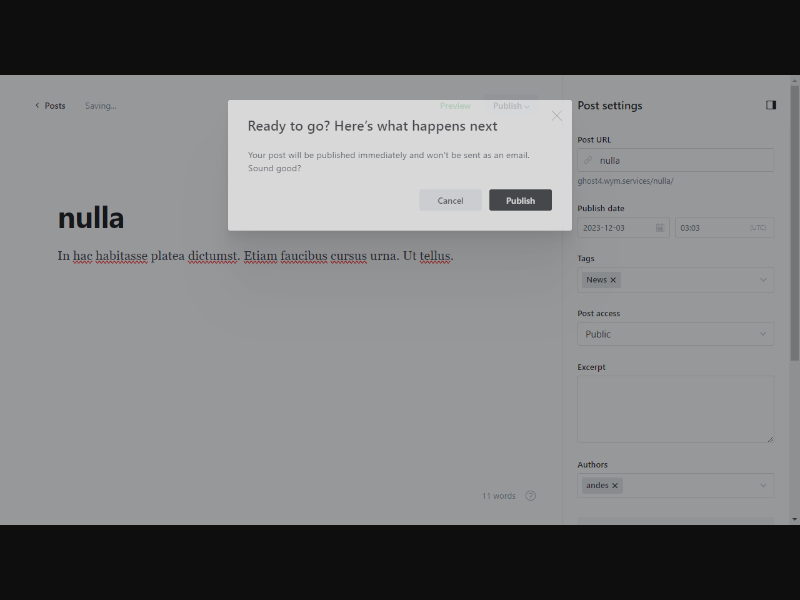 Posts
Saving...
Preview
Publish
Ready to go? Here's what happens next
Your post will be published immediately and won't be sent as an email.
Sound good?
Cancel
Publish
nulla
In hac habitasse platea dictumst. Etiam faucibus cursus urna. Ut tellus.
11 words
?
Post settings
Post URL
nulla
ghost4.wym.services/nulla/
Publish date
2023-12-03
03:03
(UTC)
Tags
News
Post access
Public
Excerpt
Authors
andes